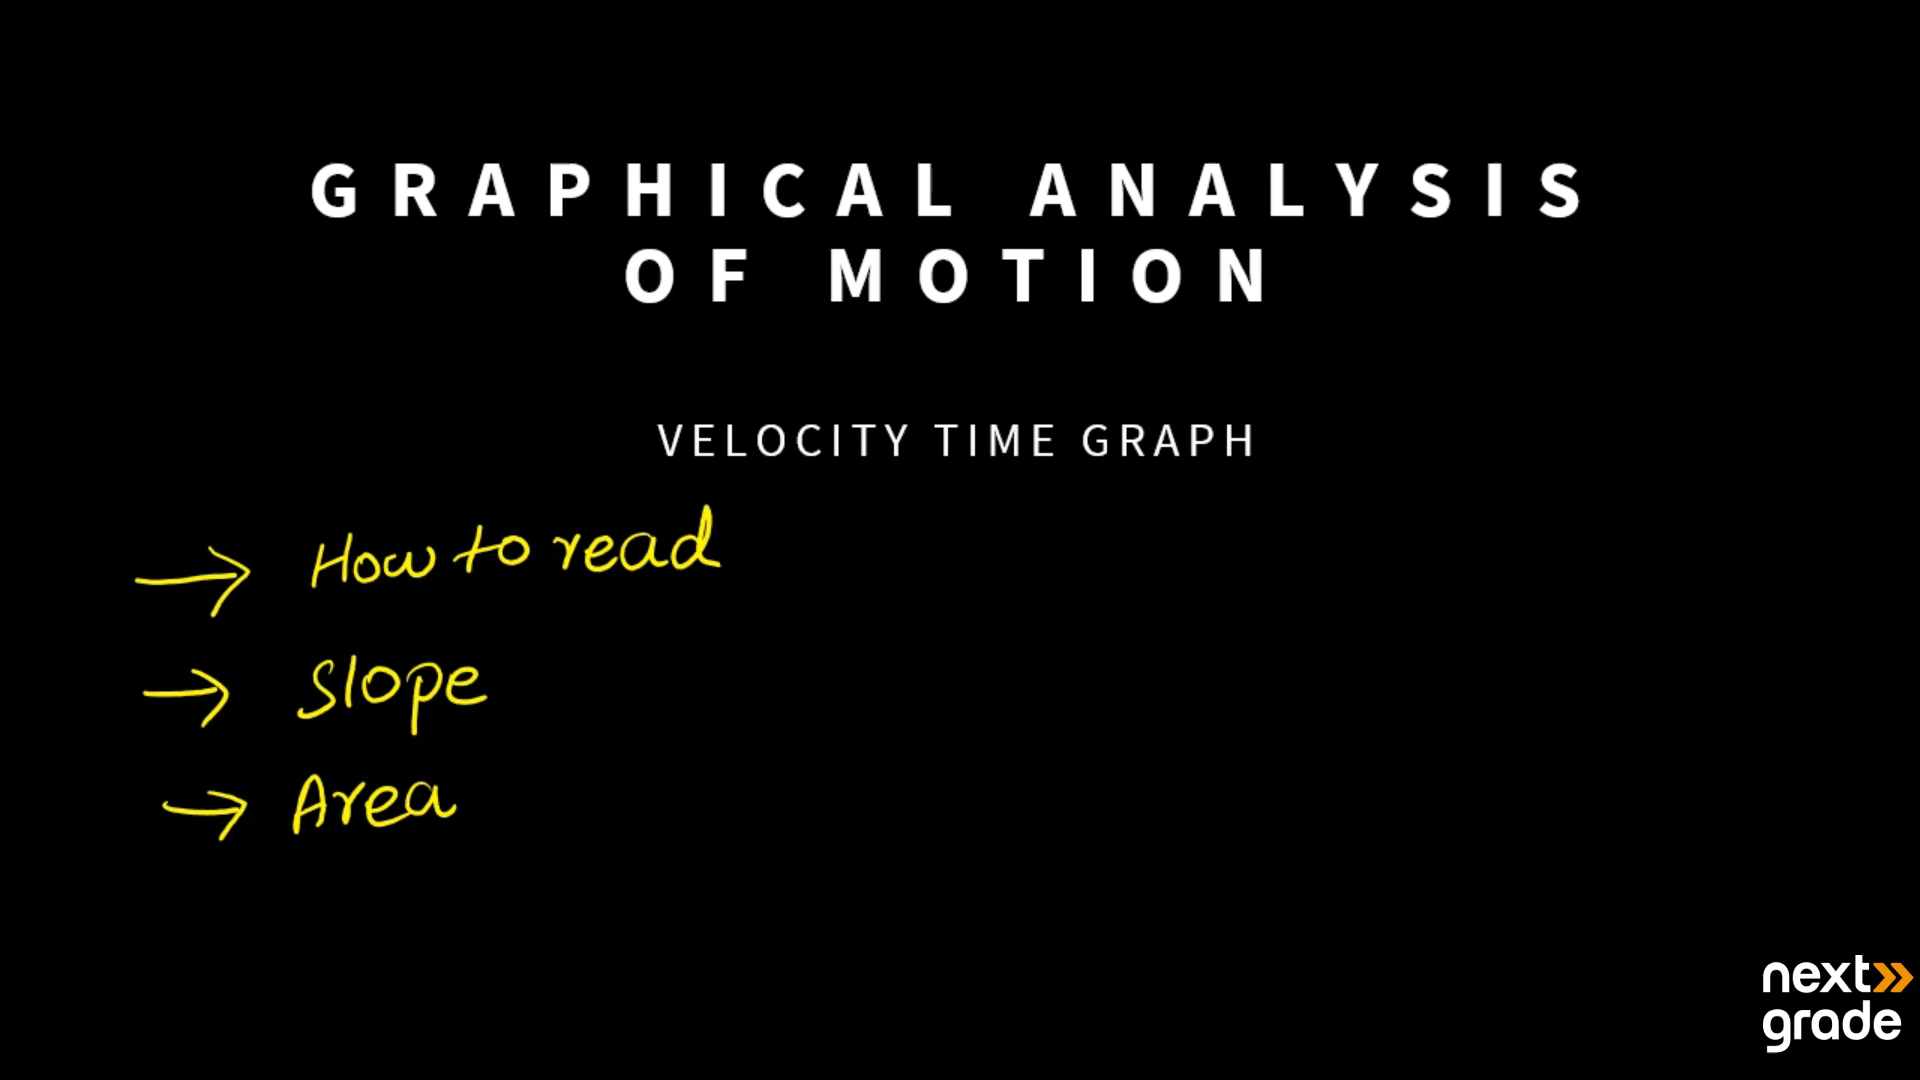 GRAPHICAL ANALYSIS
OF MOTION
VELOCITY TIME GRAPH
→ How to read
→ Slope
→ Area
next
grade